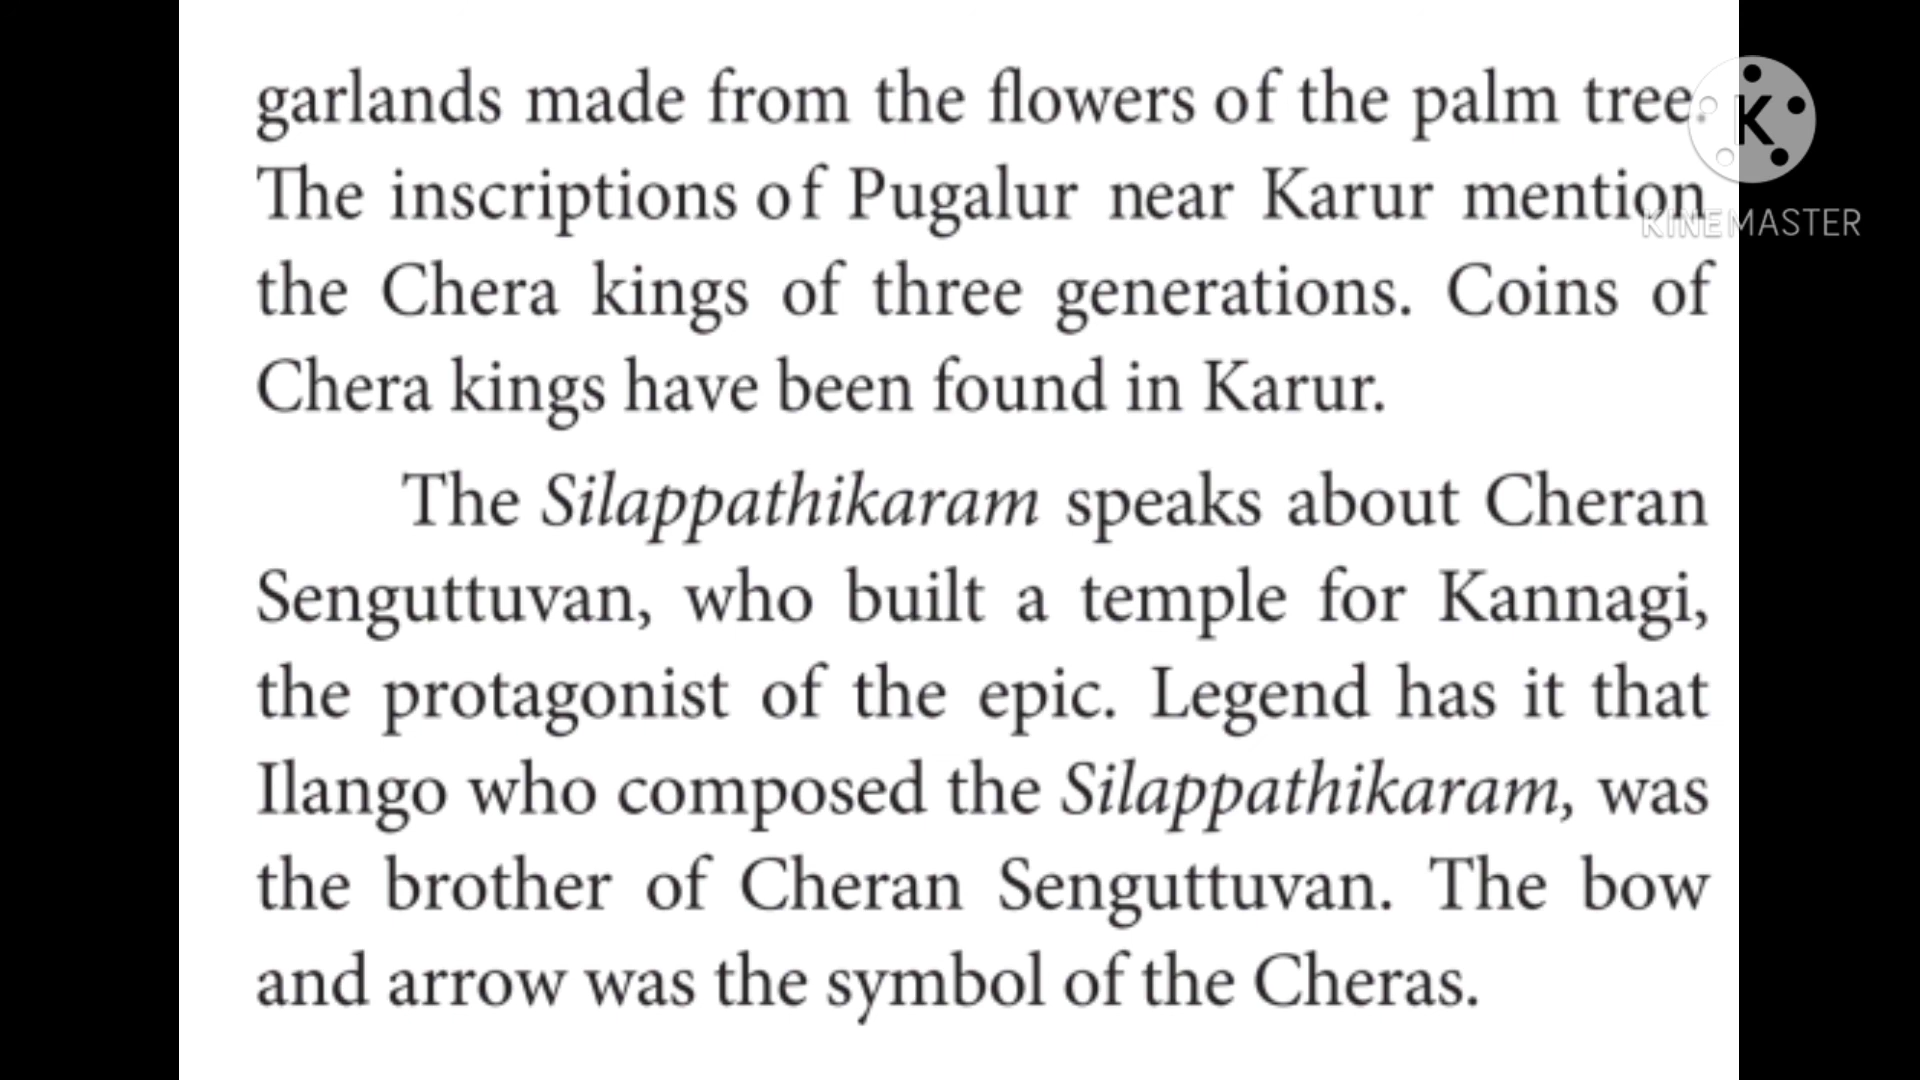 garlands made from the flowers of the palm tree.
The inscriptions of Pugalur near Karur mention
the Chera kings of three generations. Coins of
Chera kings have been found in Karur.
The Silappathikaram speaks about Cheran
Senguttuvan, who built a temple for Kannagi,
the protagonist of the epic. Legend has it that
Ilango who composed the Silappathikaram, was
the brother of Cheran Senguttuvan. The bow
and arrow was the symbol of the Cheras.
K
KINEMASTER